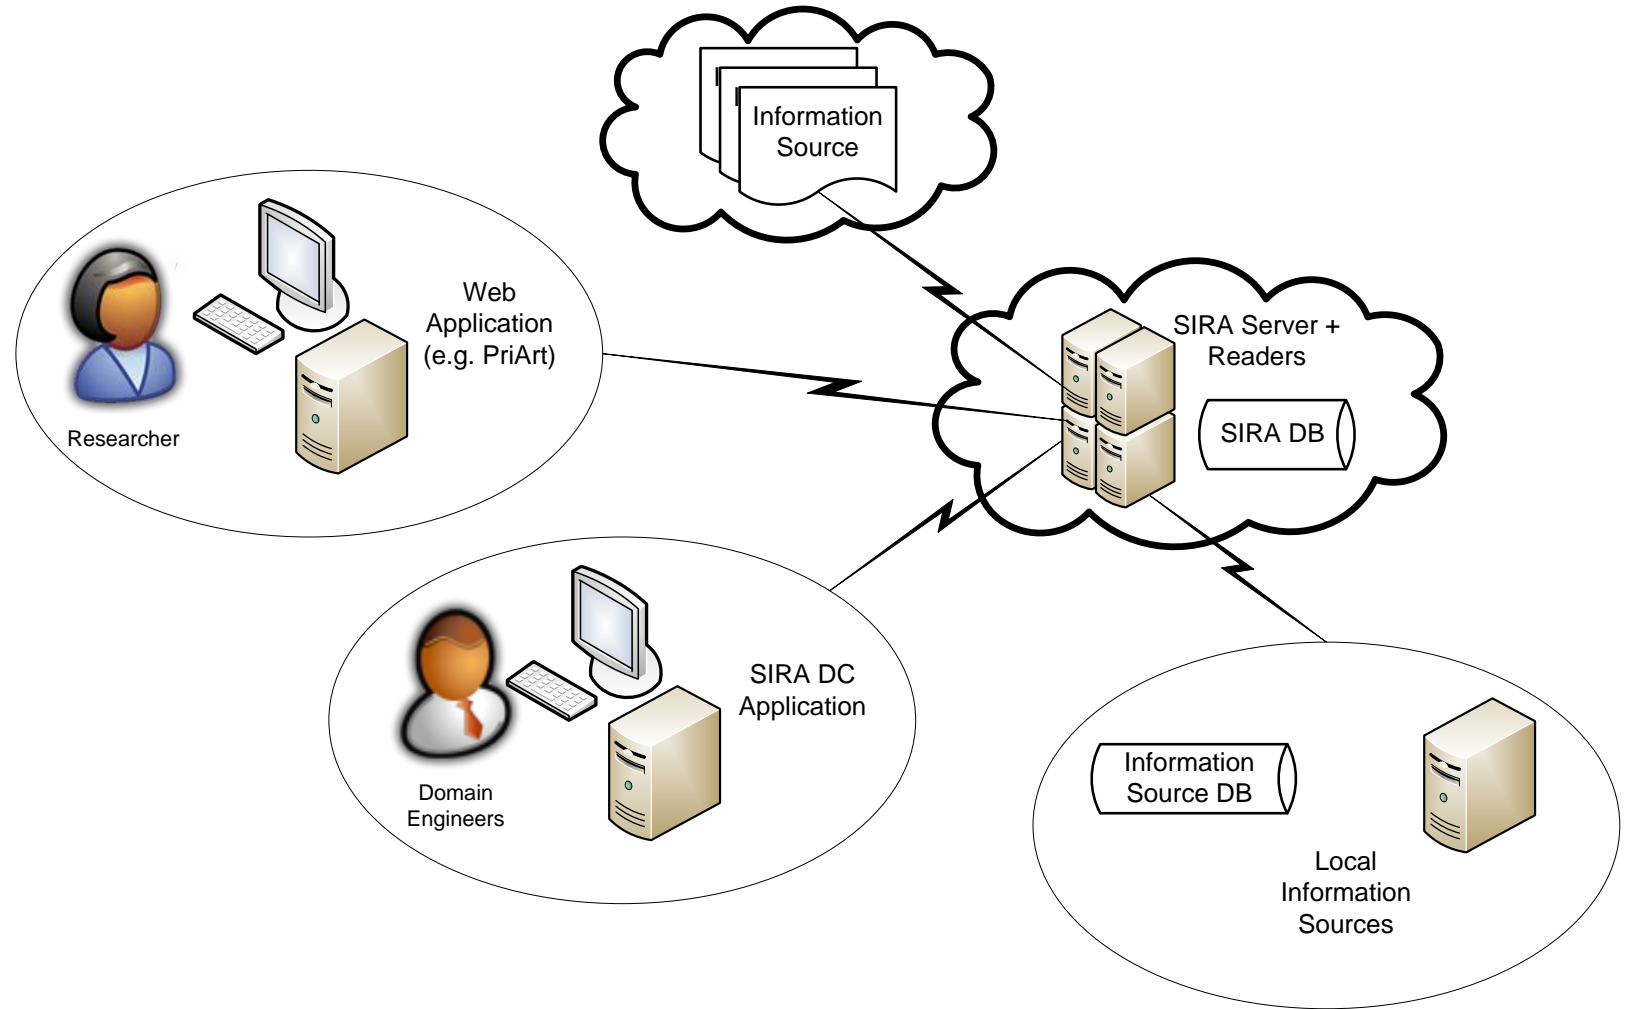 Information
Source
Web
Application
(e.g. PriArt)
Researcher
SIRA Server +
Readers
SIRA DB
SIRA DC
Application
Domain
Engineers
Information
Source DB
Local
Information
Sources